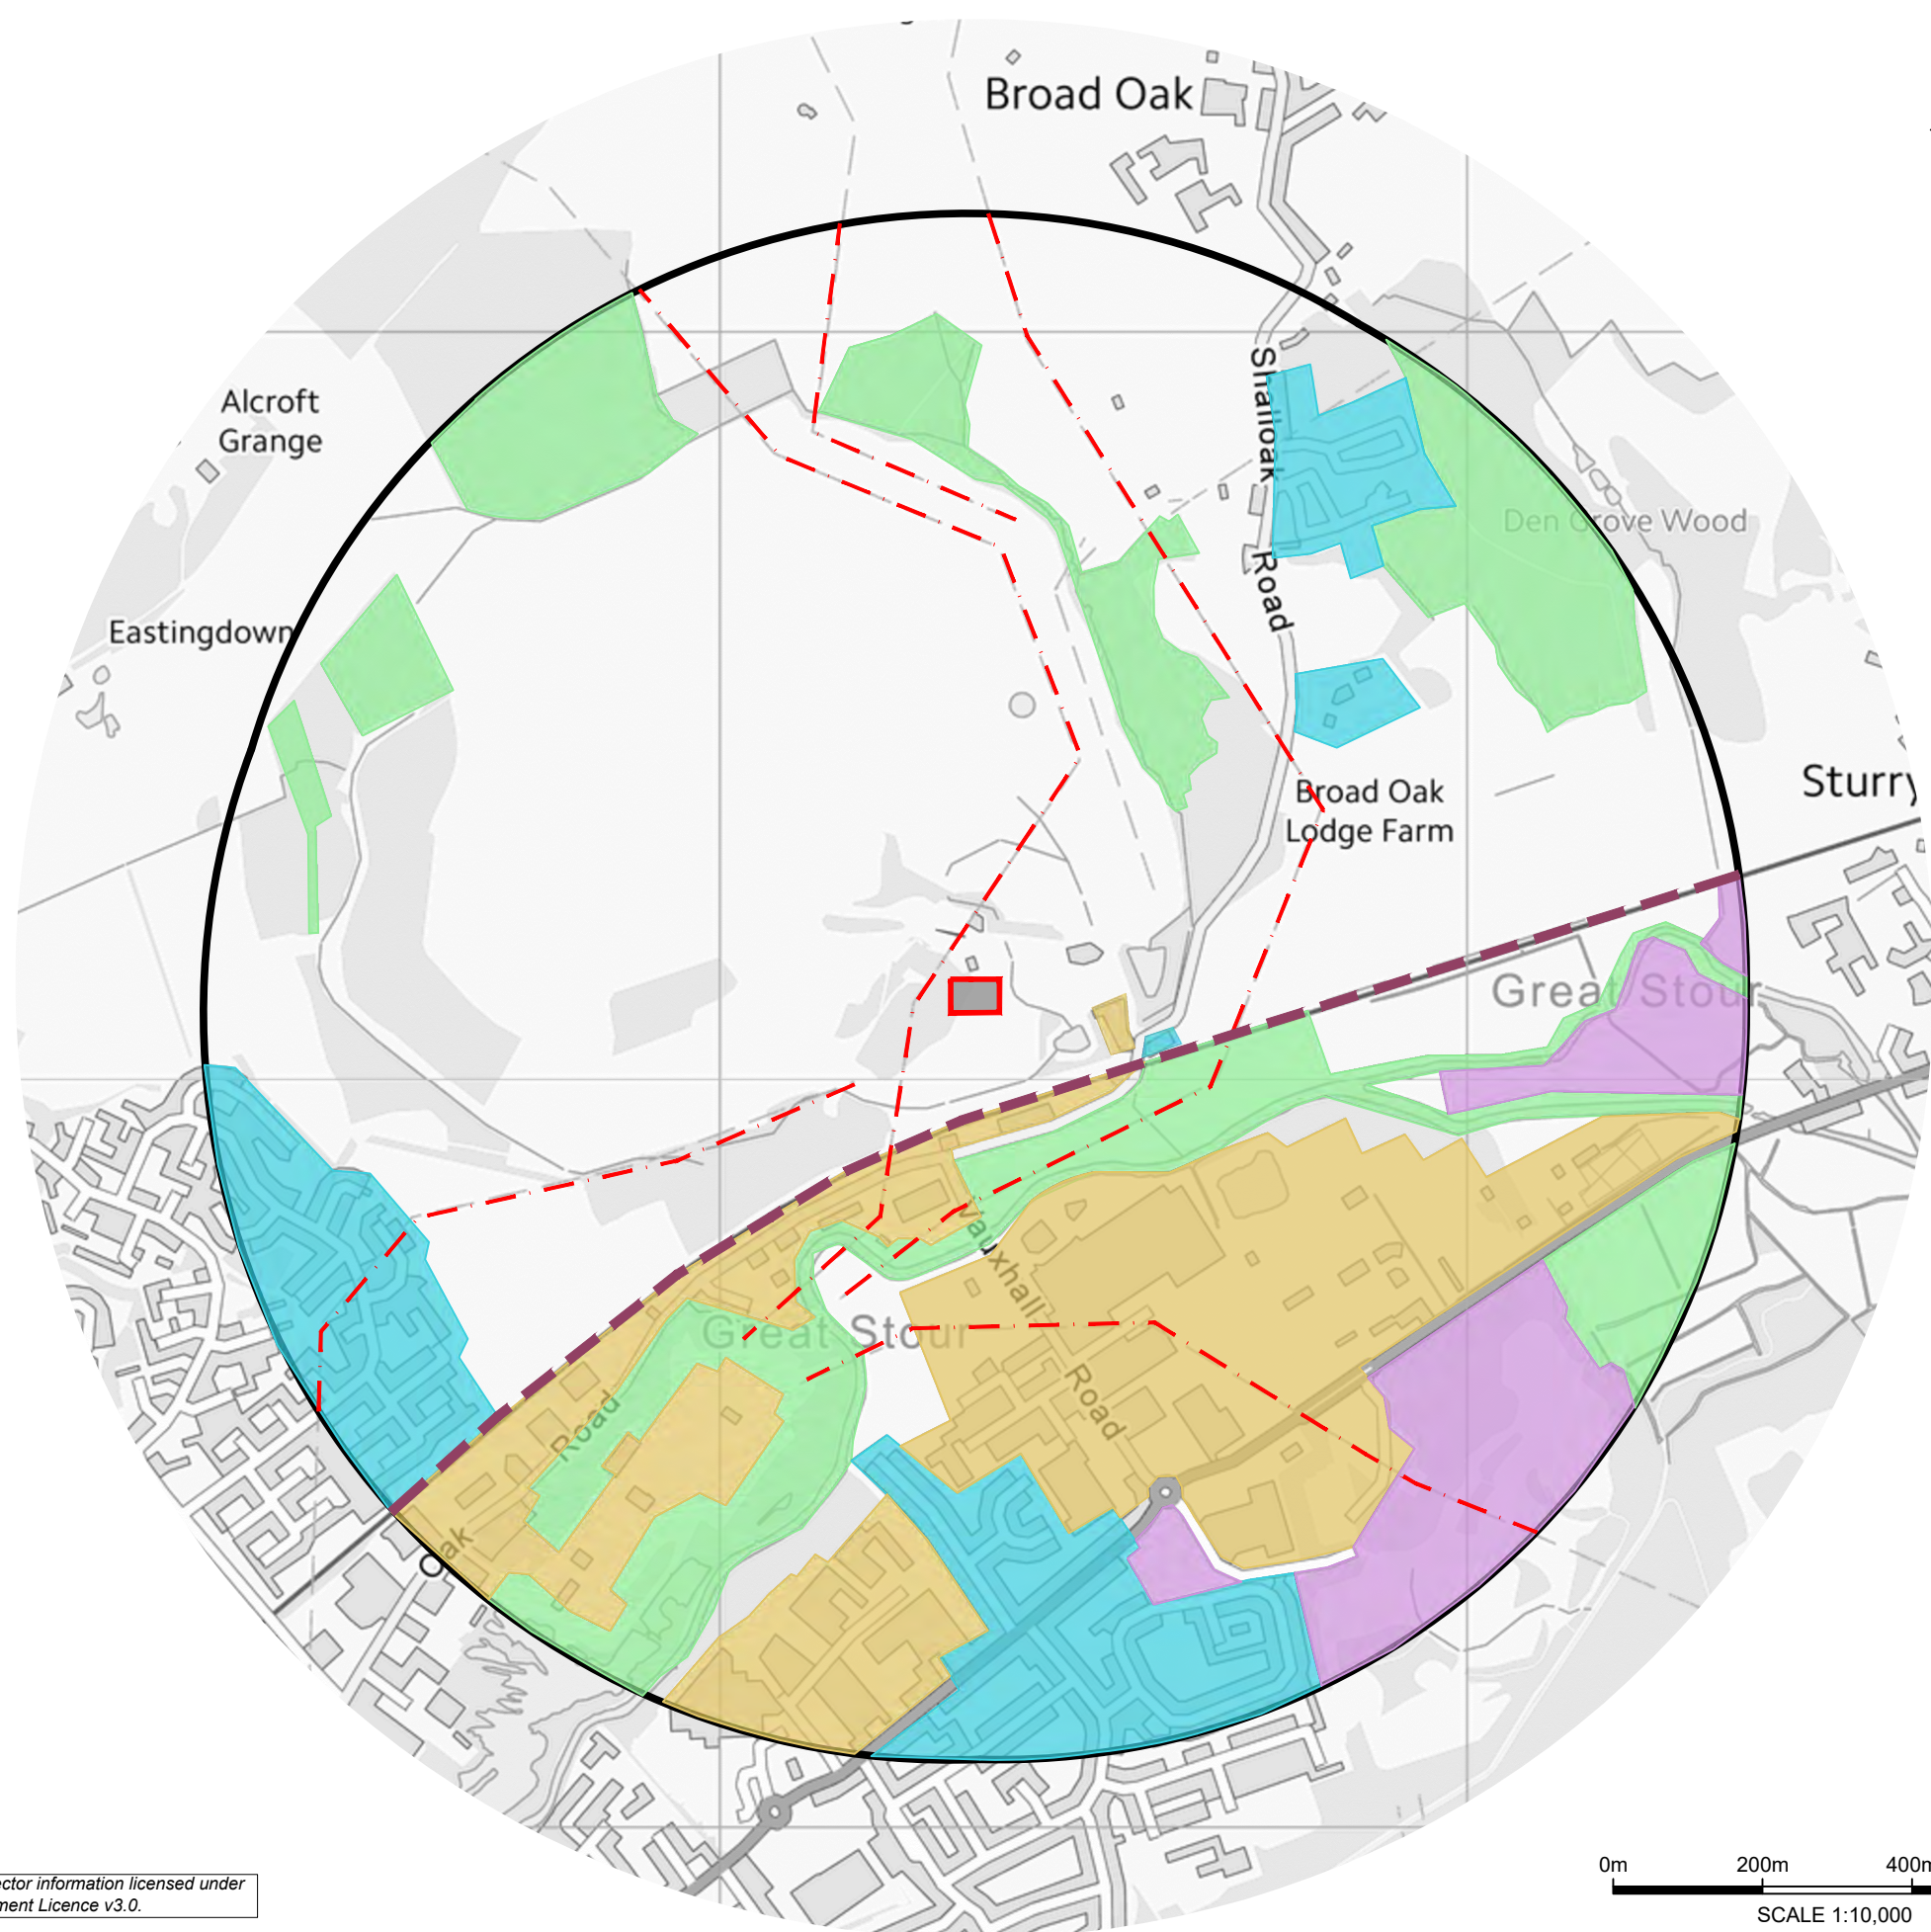 Broad Oak
Shalloak
Road
Alcroft
Grange
Den Grove Wood
Eastingdown
Sturry
Broad Oak
Lodge Farm
Great Stour
Vauxhall
Road
Great Stour
Oak
Road
0m 200m 400m
SCALE 1:10,000
ector information licensed under
ment Licence v3.0.